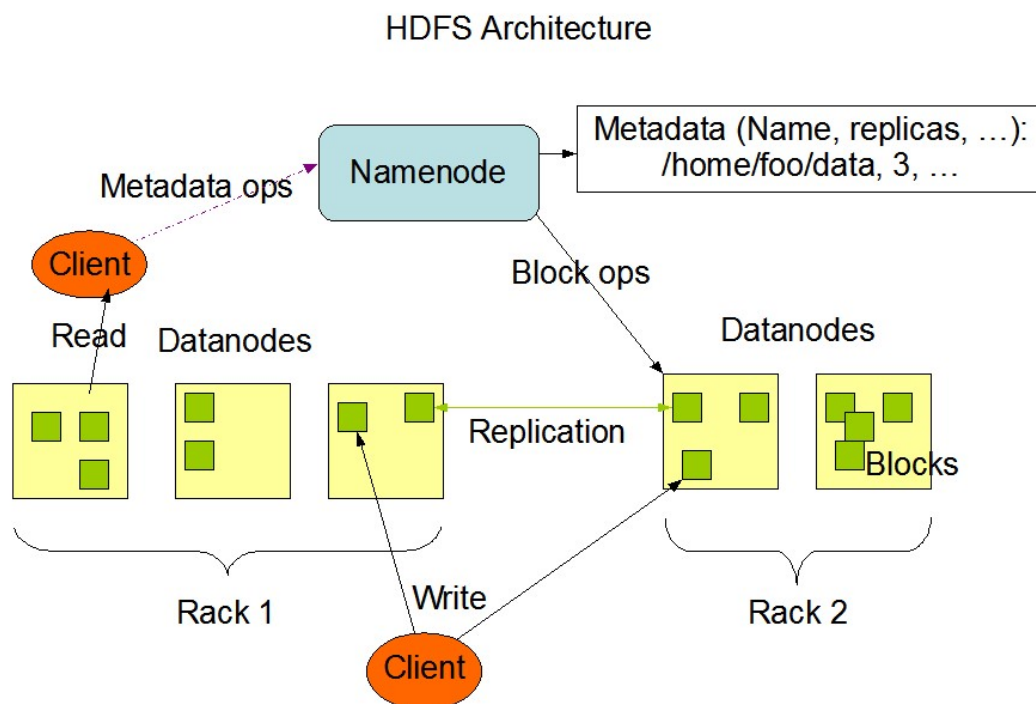 HDFS Architecture
Metadata (Name, replicas, …):
/home/foo/data, 3, …
Namenode
Metadata ops
Client
Block ops
Read
Datanodes
Datanodes
Replication
Blocks
Rack 1
Write
Rack 2
Client